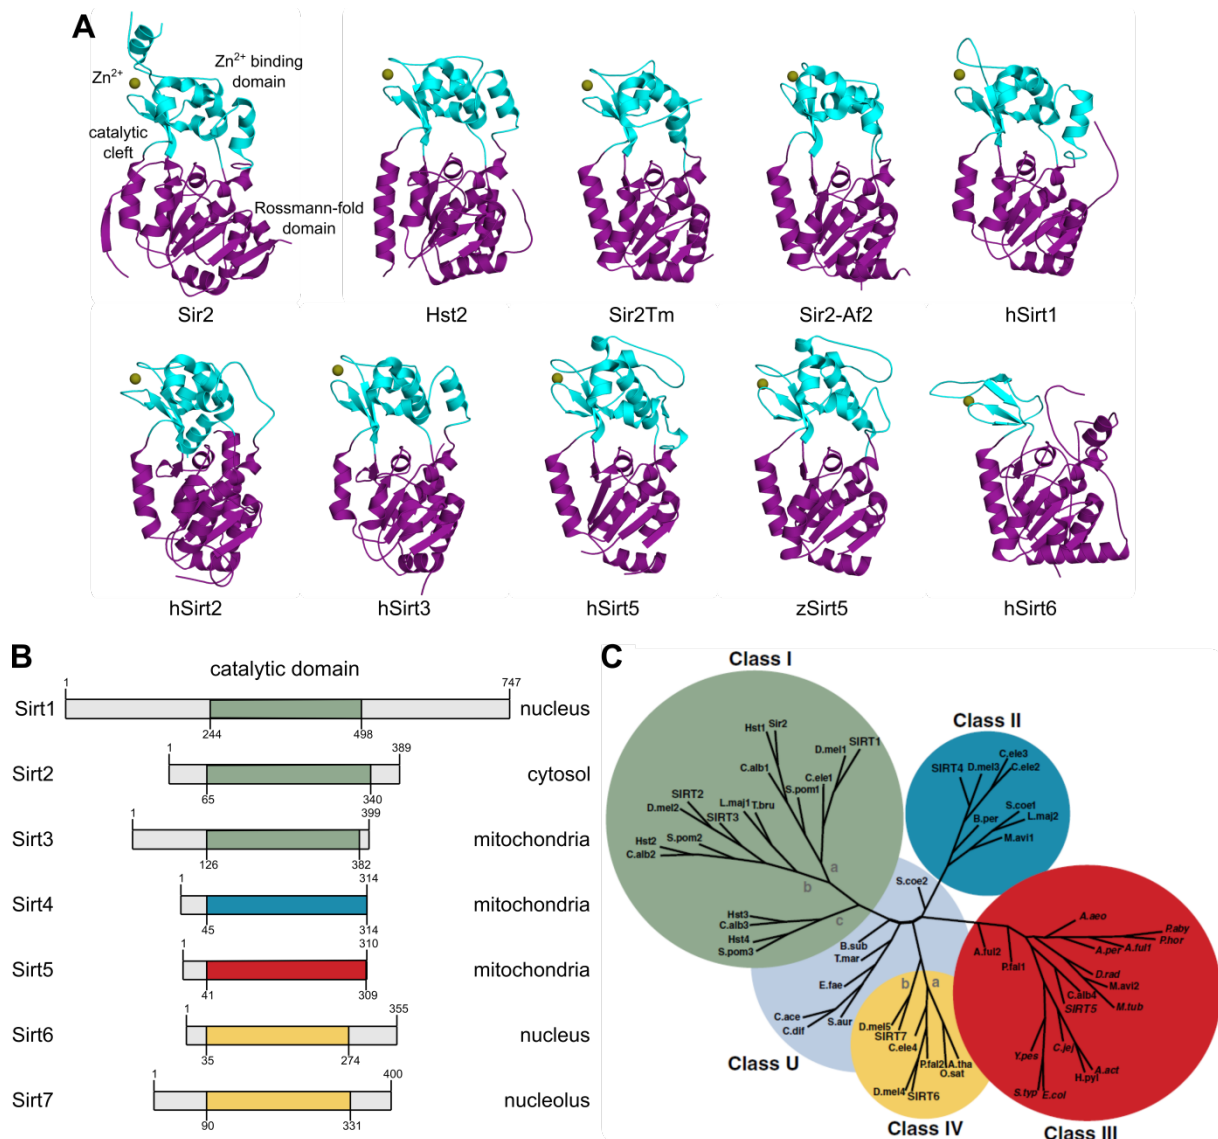 A
Zn2+
Zn2+ binding
domain
catalytic
cleft
Rossmann-fold
domain
Sir2
Hst2
Sir2Tm
Sir2-Af2
hSirt1
hSirt2
hSirt3
hSirt5
zSirt5
hSirt6
B
catalytic domain
1
747
Sirt1
nucleus
244
498
1
389
Sirt2
cytosol
65
340
1
399
Sirt3
mitochondria
126
382
1
314
Sirt4
mitochondria
45
314
1
310
Sirt5
mitochondria
41
309
1
355
Sirt6
nucleus
35
274
1
400
Sirt7
nucleolus
90
331
C
Class I
Hst1
Sir2
D.mel1
SIRT1
C.alb1
C.ele1
S.pom1
SIRT2
D.mel2
L.maj1
T.bru
SIRT3
Hst2
S.pom2
C.alb2
a
b
c
Hst3
C.alb3
Hst4
S.pom3
Class II
C.ele3
D.mel3
C.ele2
SIRT4
S.coe1
L.maj2
B.per
M.avi1
S.coe2
B.sub
T.mar
E.fae
C.ace
C.dif
S.aur
Class U
b
a
D.mel5
SIRT7
C.ele4
P.fal2
A.tha
O.sat
D.mel4
SIRT6
Class IV
A.ful2
P.fal1
A.aeo
P.aby
P.hor
A.ful1
A.per
D.rad
M.avi2
C.alb4
SIRT5
M.tub
Y.pes
C.jej
A.act
H.pyl
S.typ
E.col
Class III